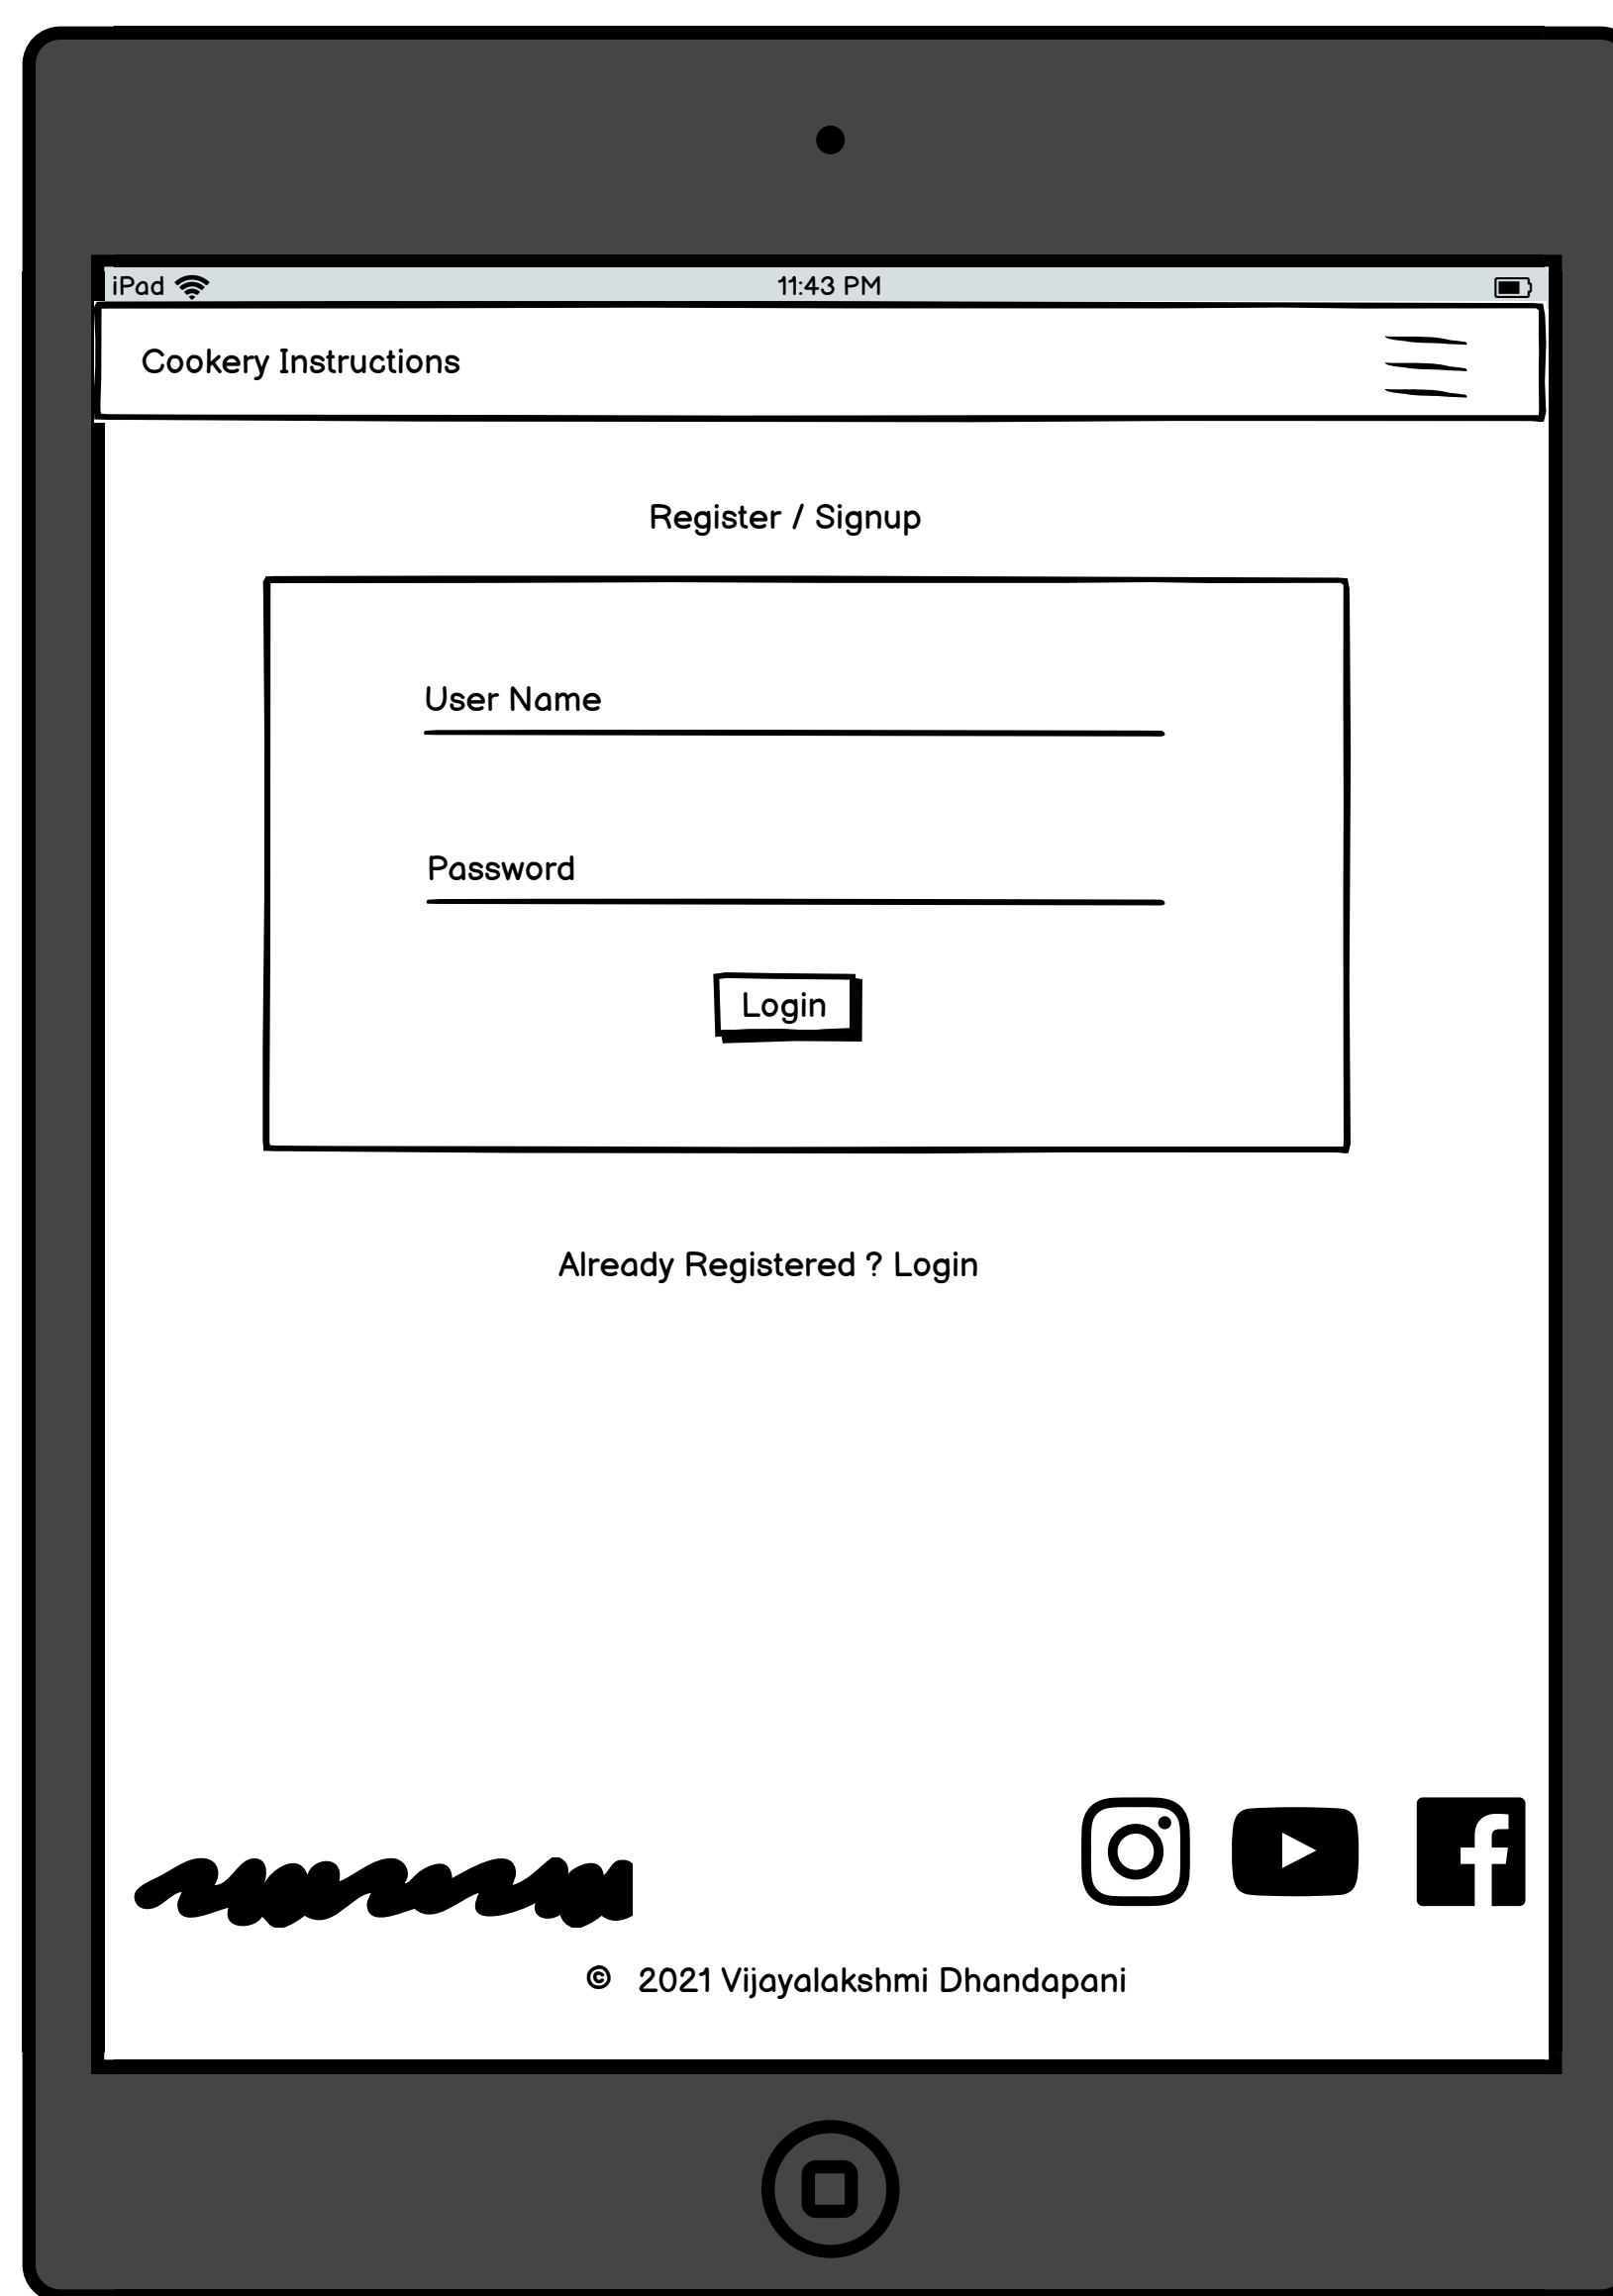 iPad 11:43 PM
Cookery Instructions
Register / Signup
User Name
Password
Login
Already Registered ? Login
© 2021 Vijayalakshmi Dhandapani